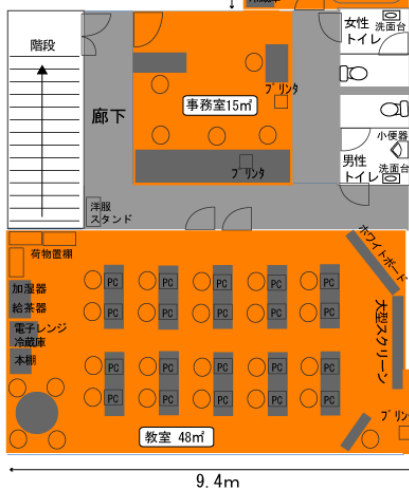 女性
トイレ
洗面台
階段
廊下
プリンタ
事務室15㎡
小便器
男性
トイレ
洗面台
プリンタ
洋服
スタンド
荷物置棚
ホワイトボード
加湿器
給茶器
電子レンジ
冷蔵庫
本棚
大型スクリーン
PC PC PC PC PC
PC PC PC PC PC
PC PC PC PC PC
PC PC PC PC PC
プリン
教室 48㎡
9.4m